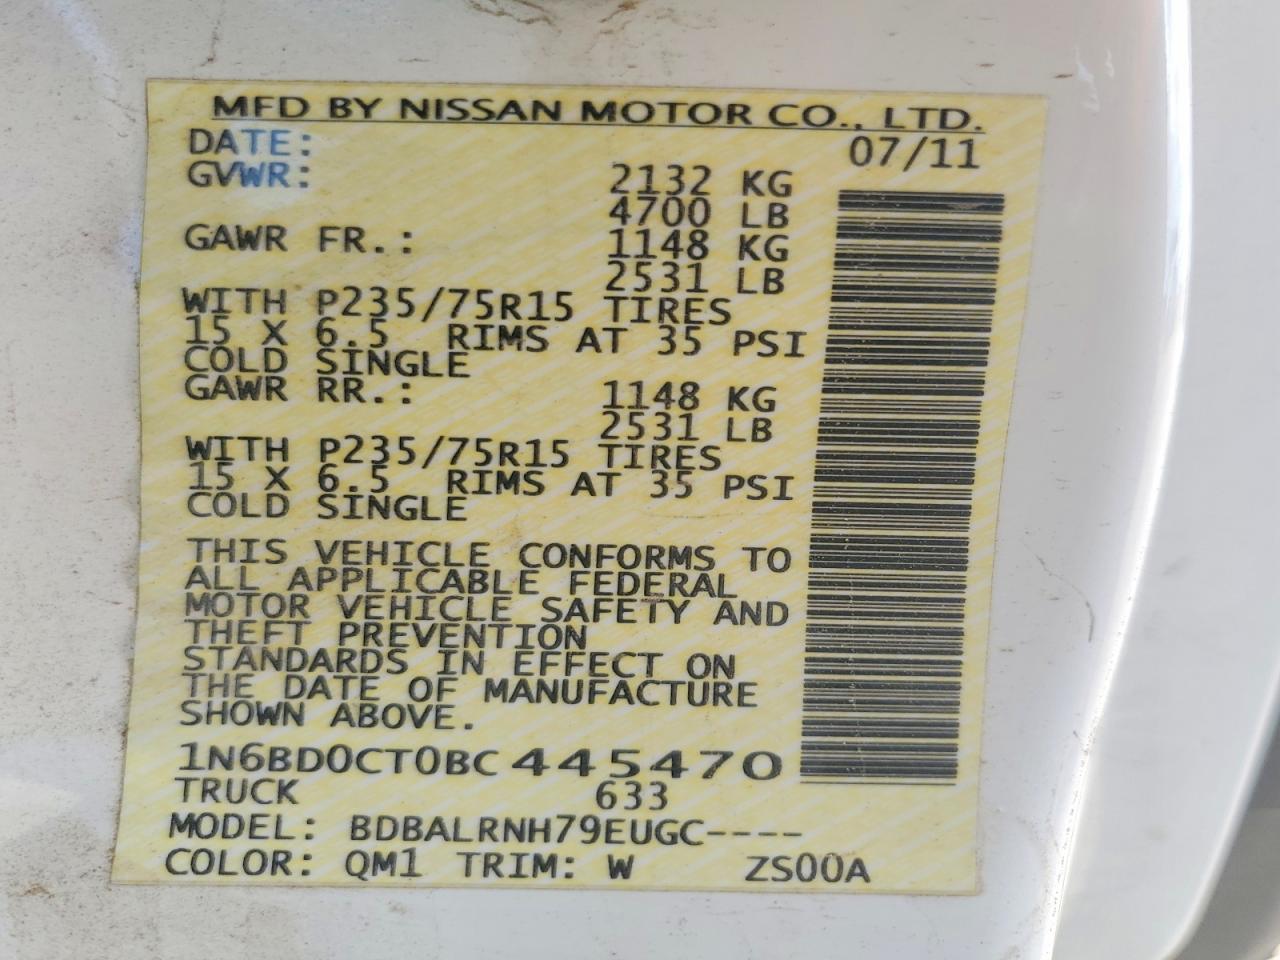 MFD BY NISSAN MOTOR CO., LTD.
DATE: 07/11
GVWR: 2132 KG
4700 LB
GAWR FR.: 1148 KG
2531 LB
WITH P235/75R15 TIRES
15 X 6.5 RIMS AT 35 PSI
COLD SINGLE
GAWR RR.: 1148 KG
2531 LB
WITH P235/75R15 TIRES
15 X 6.5 RIMS AT 35 PSI
COLD SINGLE
THIS VEHICLE CONFORMS TO
ALL APPLICABLE FEDERAL
MOTOR VEHICLE SAFETY AND
THEFT PREVENTION
STANDARDS IN EFFECT ON
THE DATE OF MANUFACTURE
SHOWN ABOVE.
1N6BD0CT0BC445470
TRUCK 633
MODEL: BDBALRNH79EUGC----
COLOR: QM1 TRIM: W ZS00A